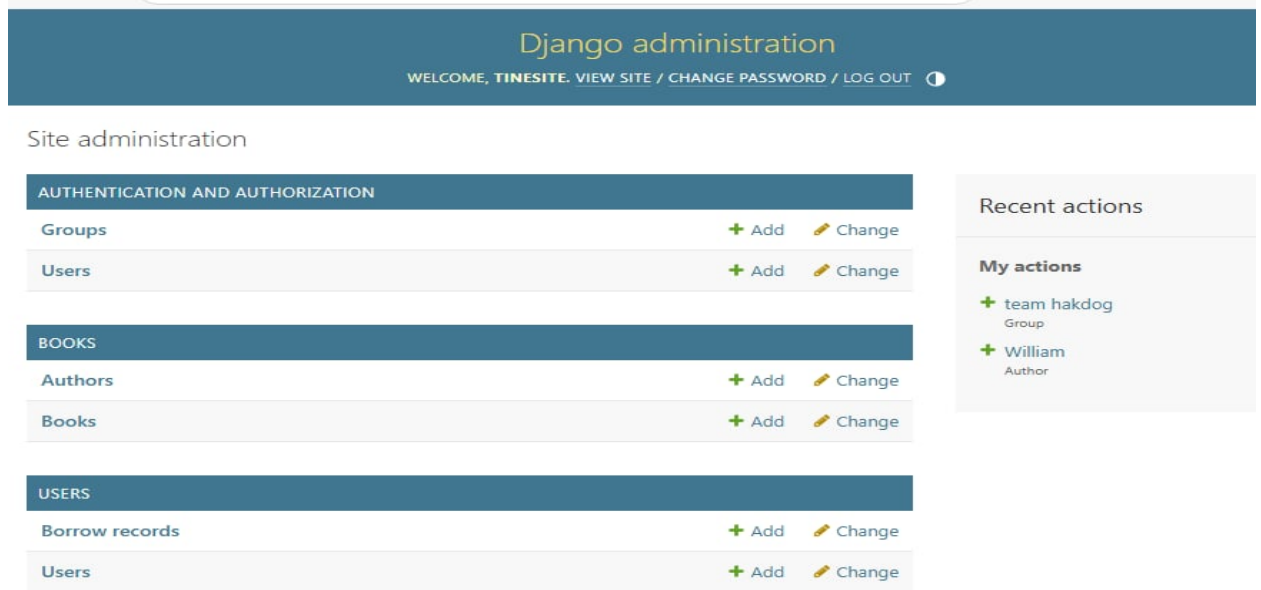 Django administration
WELCOME, TINESITE. VIEW SITE / CHANGE PASSWORD / LOG OUT
Site administration
AUTHENTICATION AND AUTHORIZATION
Groups + Add Change
Users + Add Change
BOOKS
Authors + Add Change
Books + Add Change
USERS
Borrow records + Add Change
Users + Add Change
Recent actions
My actions
+ team hakdog
Group
+ William
Author